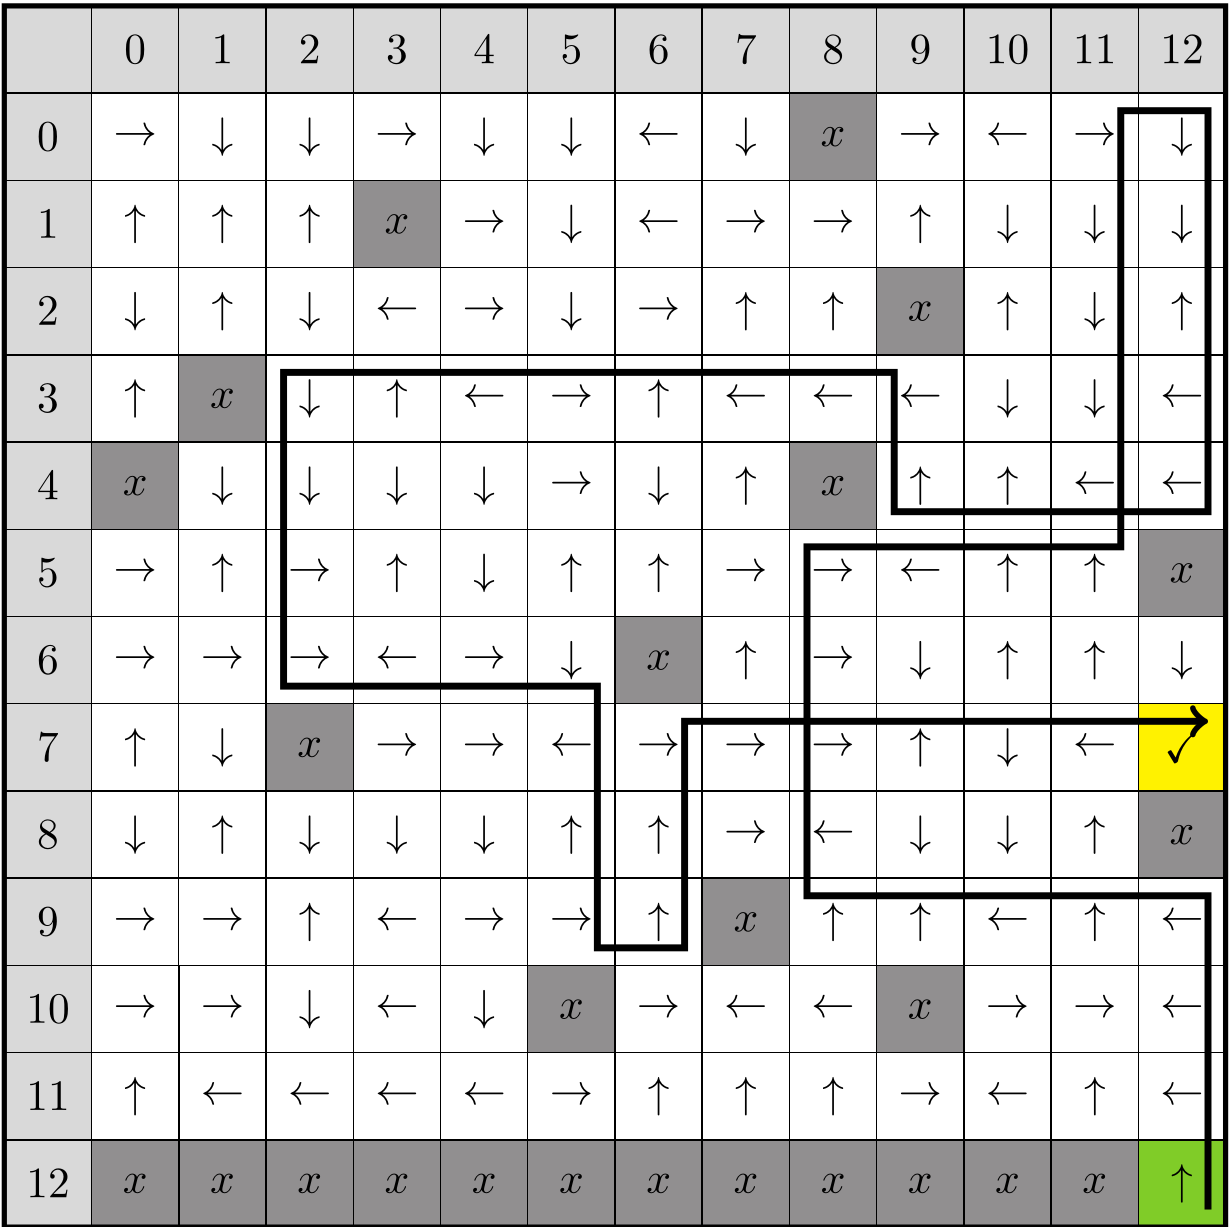 0 1 2 3 4 5 6 7 8 9 10 11 12
0 → ↓ ↓ → ↓ ↓ ← ↓ x → ← → ↓
1 ↑ ↑ ↑ x → ↓ ← → → ↑ ↓ ↓ ↓
2 ↓ ↑ ↓ ← → ↓ → ↑ ↑ x ↑ ↓ ↑
3 ↑ x ↓ ↑ ← → ↑ ← ← ← ↓ ↓ ←
4 x ↓ ↓ ↓ ↓ → ↓ ↑ x ↑ ↑ ← ←
5 → ↑ → ↑ ↓ ↑ ↑ → → ← ↑ ↑ x
6 → → → ← → ↓ x ↑ → ↓ ↑ ↑ ↓
7 ↑ ↓ x → → ← → → → ↑ ↓ ← ✓
8 ↓ ↑ ↓ ↓ ↓ ↑ ↑ → ← ↓ ↓ ↑ x
9 → → ↑ ← → → ↑ x ↑ ↑ ← ↑ ←
10 → → ↓ ← ↓ x → ← ← x → → ←
11 ↑ ← ← ← ← → ↑ ↑ ↑ → ← ↑ ←
12 x x x x x x x x x x x x ↑